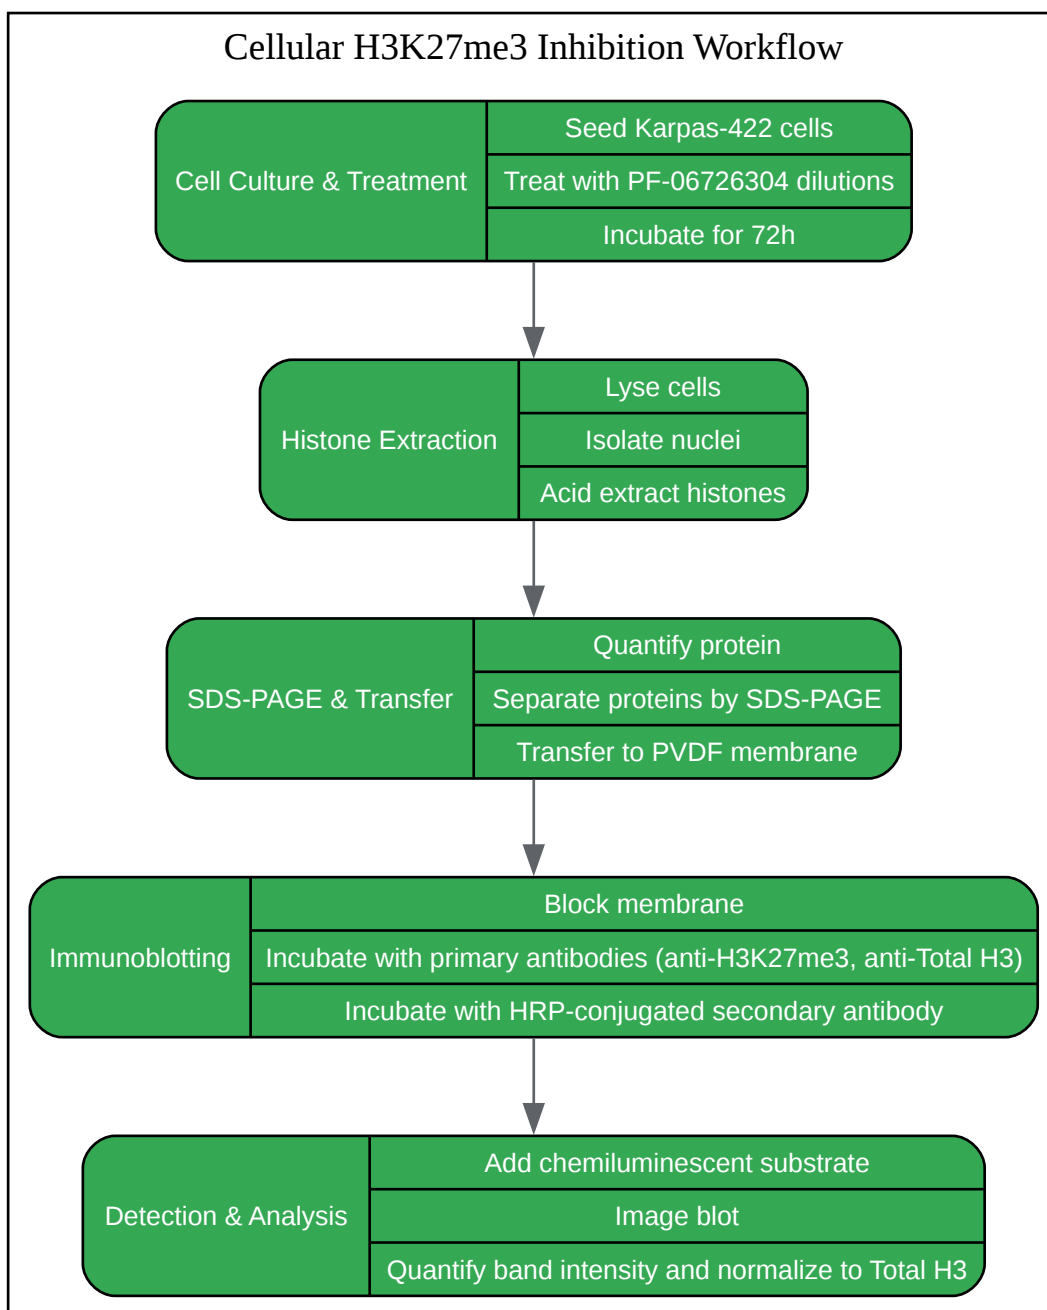 Cellular H3K27me3 Inhibition Workflow
Cell Culture & Treatment
Seed Karpas-422 cells
Treat with PF-06726304 dilutions
Incubate for 72h
Histone Extraction
Lyse cells
Isolate nuclei
Acid extract histones
SDS-PAGE & Transfer
Quantify protein
Separate proteins by SDS-PAGE
Transfer to PVDF membrane
Immunoblotting
Block membrane
Incubate with primary antibodies (anti-H3K27me3, anti-Total H3)
Incubate with HRP-conjugated secondary antibody
Detection & Analysis
Add chemiluminescent substrate
Image blot
Quantify band intensity and normalize to Total H3